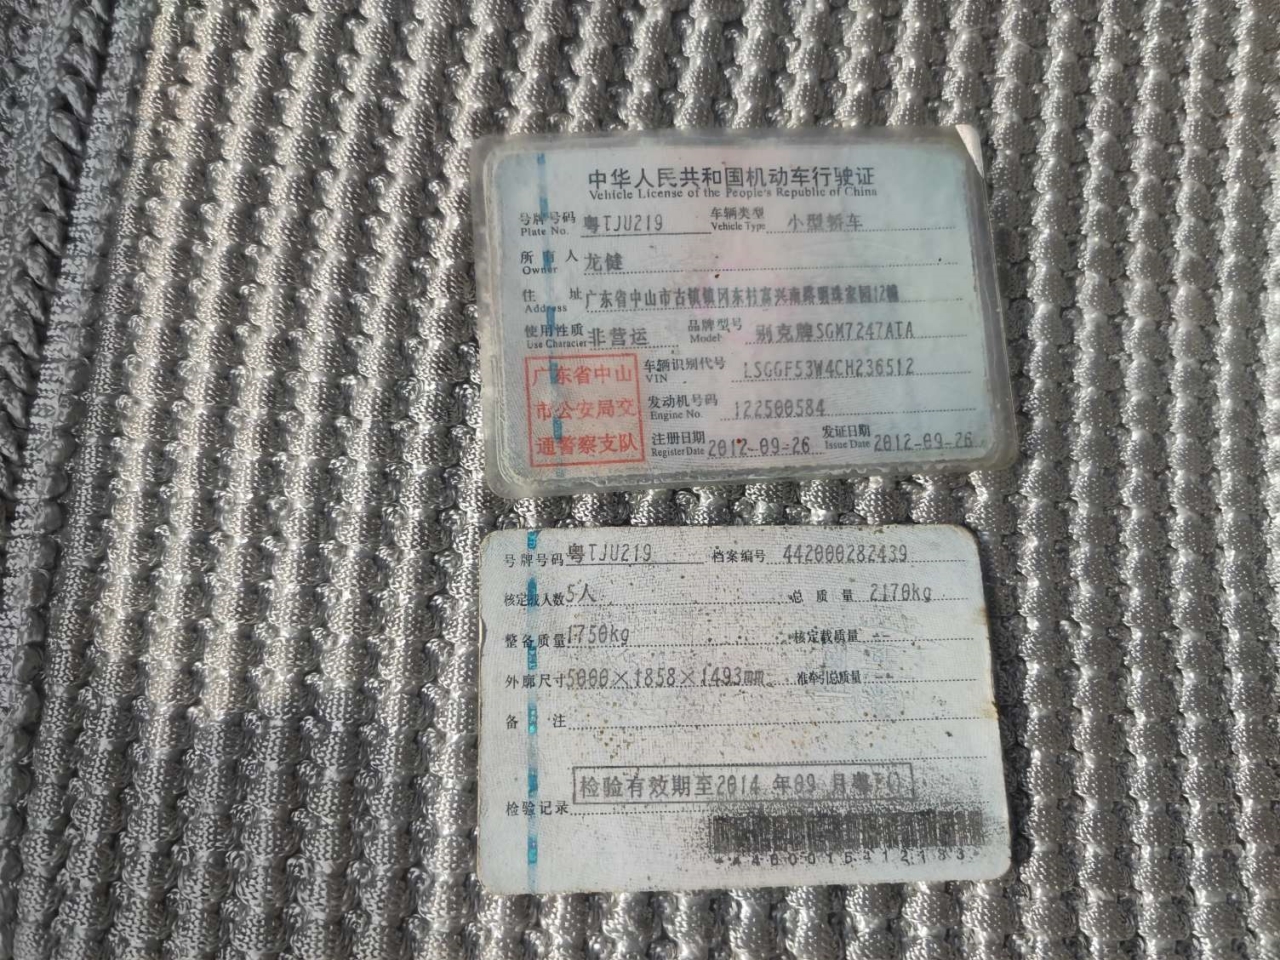 中华人民共和国机动车行驶证
Vehicle License of the People's Republic of China
号牌号码 Plate No. 粤TJU219 车辆类型 Vehicle Type 小型轿车
所有人 Owner 龙健
住址 Address 广东省中山市古镇镇冈东村富兴南路明珠家园12幢
使用性质 Use Character 非营运 品牌型号 Model 别克牌SGM7247ATA
车辆识别代号 VIN LSGGF53W4CH236512
发动机号码 Engine No. 122500584
注册日期 Register Date 2012-09-26 发证日期 Issue Date 2012-09-26
广东省中山
市公安局交
通警察支队
号牌号码 粤TJU219 档案编号 442000282439
核定载人数 5人 总质量 2170kg
整备质量 1750kg 核定载质量 --
外廓尺寸 5000×1858×1493mm 准牵引总质量 --
备注
检验记录 检验有效期至2014年09月粤T()